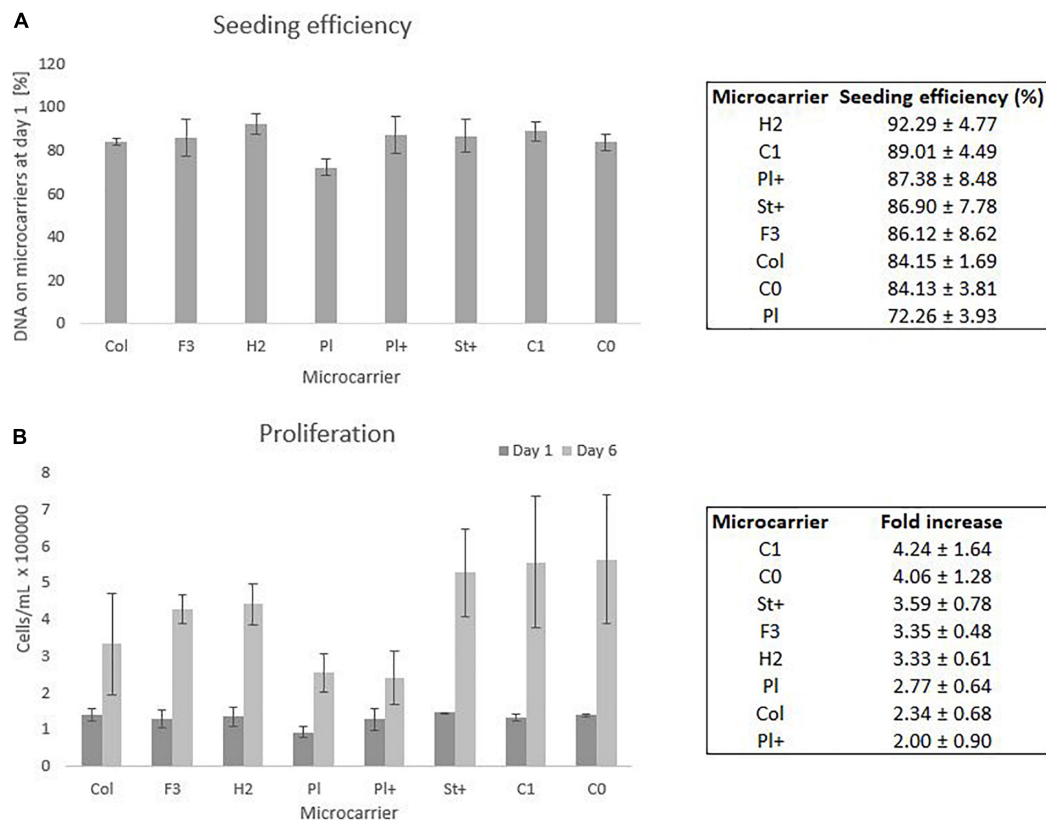 A
Seeding efficiency
DNA on microcarriers at day 1 [%]
120
100
80
60
40
20
0
Col F3 H2 Pl Pl+ St+ C1 C0
Microcarrier
Microcarrier Seeding efficiency (%)
H2 92.29 ± 4.77
C1 89.01 ± 4.49
Pl+ 87.38 ± 8.48
St+ 86.90 ± 7.78
F3 86.12 ± 8.62
Col 84.15 ± 1.69
C0 84.13 ± 3.81
Pl 72.26 ± 3.93
B
Proliferation
Day 1 Day 6
Cells/mL x 100000
8
7
6
5
4
3
2
1
0
Col F3 H2 Pl Pl+ St+ C1 C0
Microcarrier
Microcarrier Fold increase
C1 4.24 ± 1.64
C0 4.06 ± 1.28
St+ 3.59 ± 0.78
F3 3.35 ± 0.48
H2 3.33 ± 0.61
Pl 2.77 ± 0.64
Col 2.34 ± 0.68
Pl+ 2.00 ± 0.90